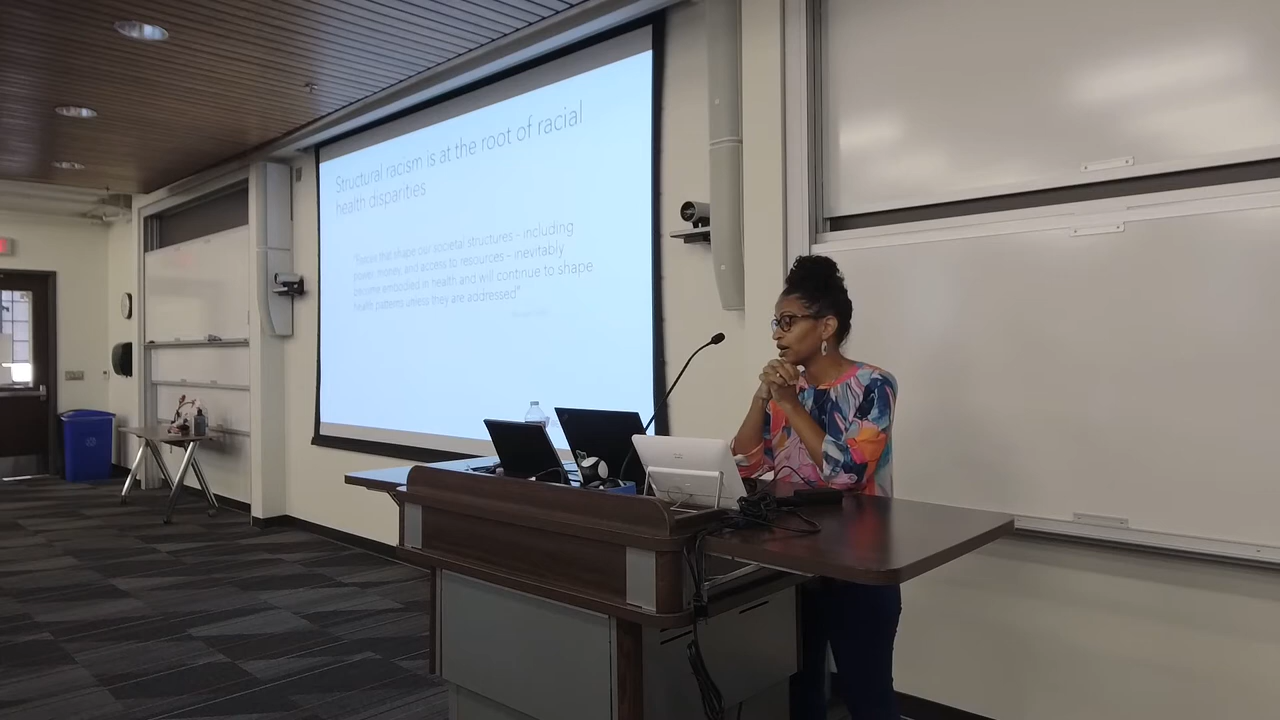 Structural racism is at the root of racial
health disparities
"Forces that shape our societal structures – including
power, money, and access to resources – inevitably
become embodied in health and will continue to shape
health patterns unless they are addressed"